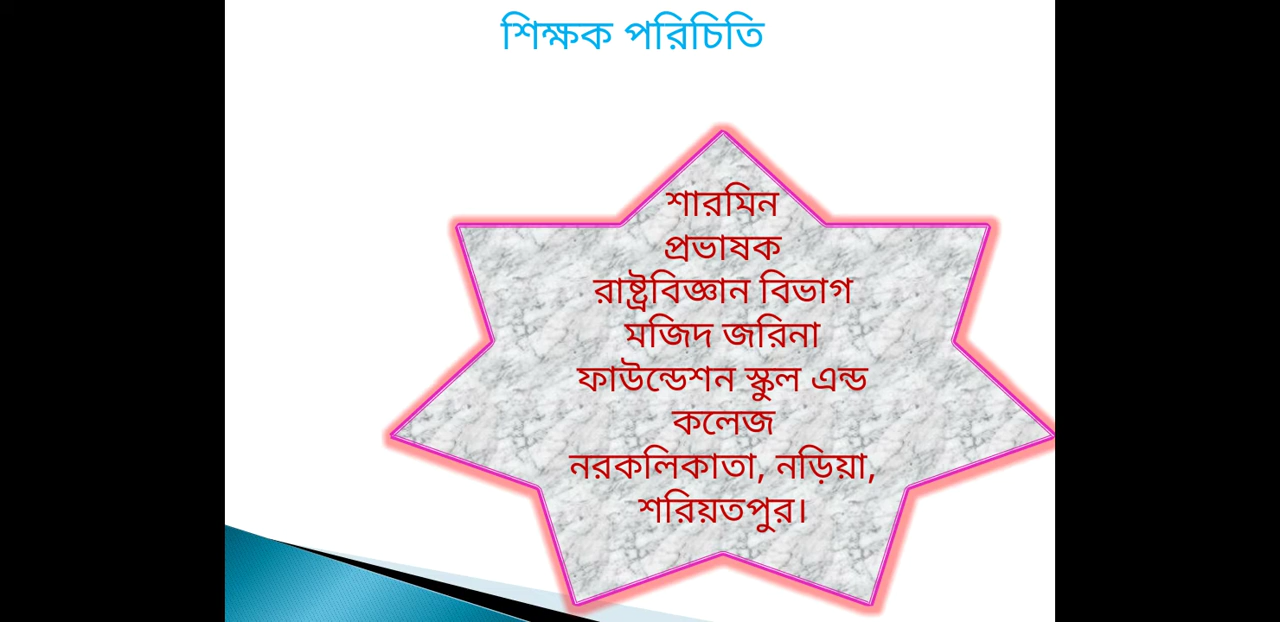 শিক্ষক পরিচিতি
শারমিন
প্রভাষক
রাষ্ট্রবিজ্ঞান বিভাগ
মজিদ জরিনা
ফাউন্ডেশন স্কুল এন্ড
কলেজ
নরকলিকাতা, নড়িয়া,
শরিয়তপুর।